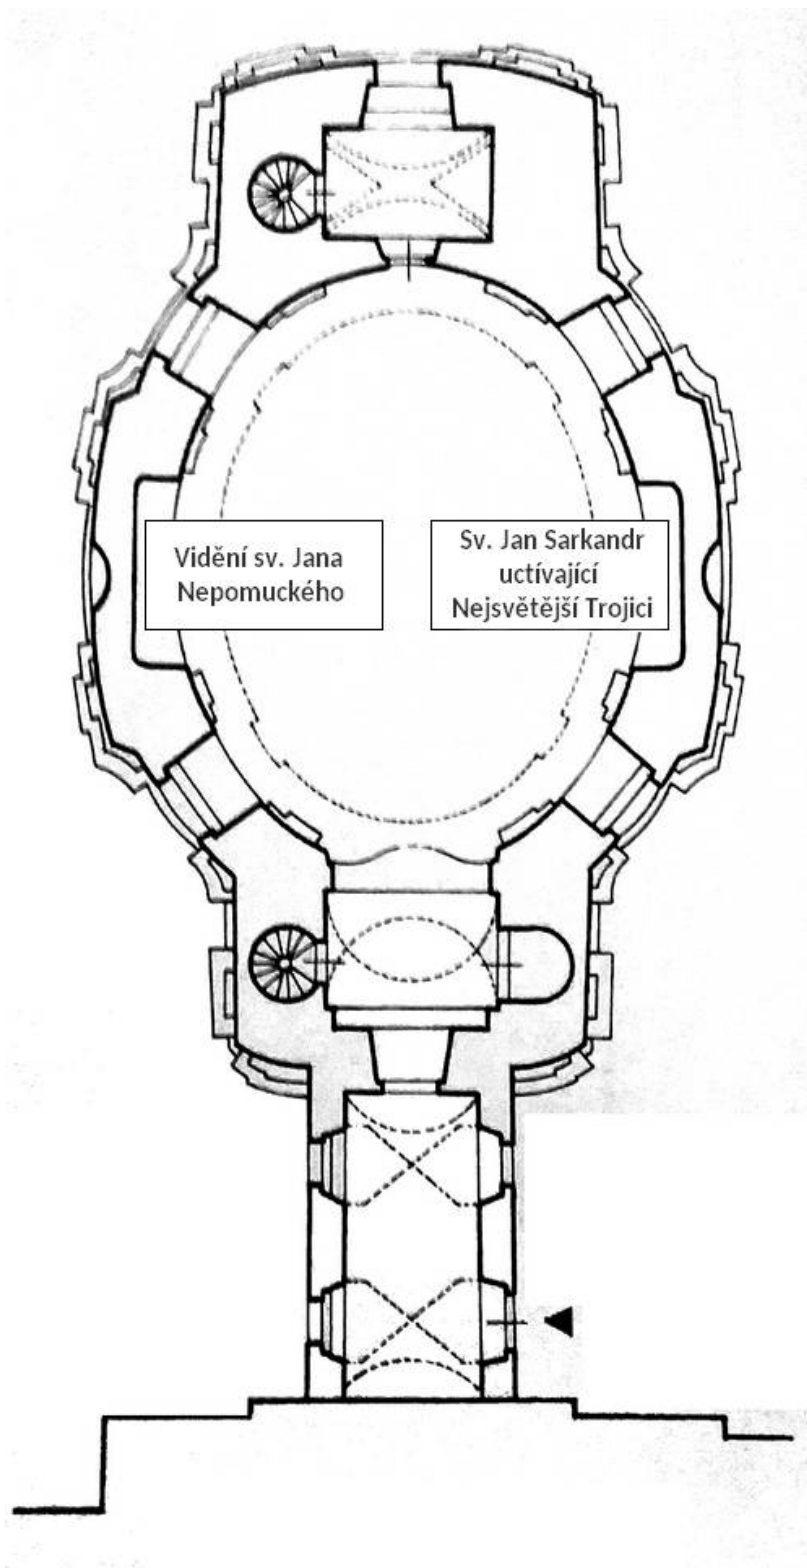 Vidění sv. Jana
Nepomuckého
Sv. Jan Sarkandr
uctívající
Nejsvětější Trojici